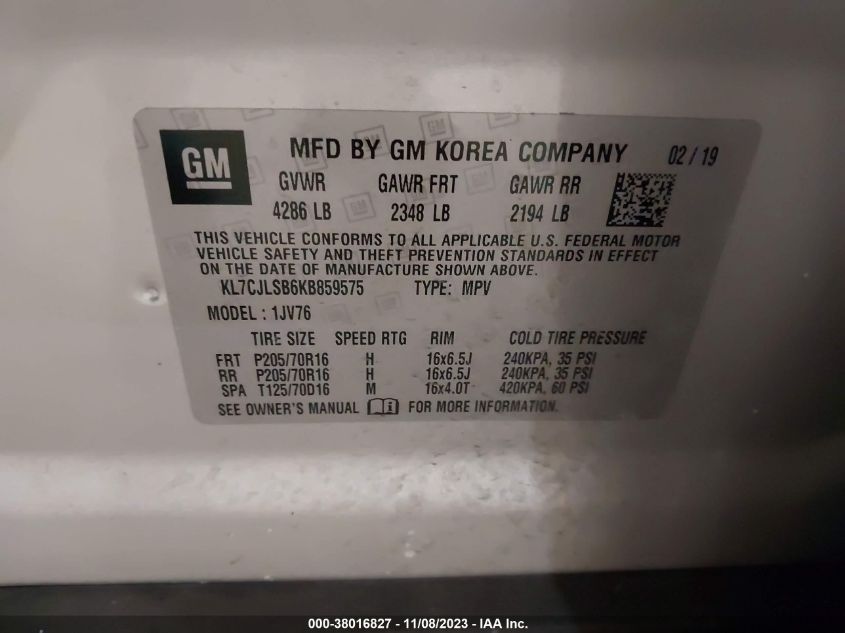 GM MFD BY GM KOREA COMPANY 02 / 19
GVWR GAWR FRT GAWR RR
4286 LB 2348 LB 2194 LB
THIS VEHICLE CONFORMS TO ALL APPLICABLE U.S. FEDERAL MOTOR
VEHICLE SAFETY AND THEFT PREVENTION STANDARDS IN EFFECT
ON THE DATE OF MANUFACTURE SHOWN ABOVE.
KL7CJLSB6KB859575 TYPE: MPV
MODEL : 1JV76
TIRE SIZE SPEED RTG RIM COLD TIRE PRESSURE
FRT P205/70R16 H 16x6.5J 240KPA, 35 PSI
RR P205/70R16 H 16x6.5J 240KPA, 35 PSI
SPA T125/70D16 M 16x4.0T 420KPA, 60 PSI
SEE OWNER'S MANUAL FOR MORE INFORMATION.
000-38016827 - 11/08/2023 - IAA Inc.